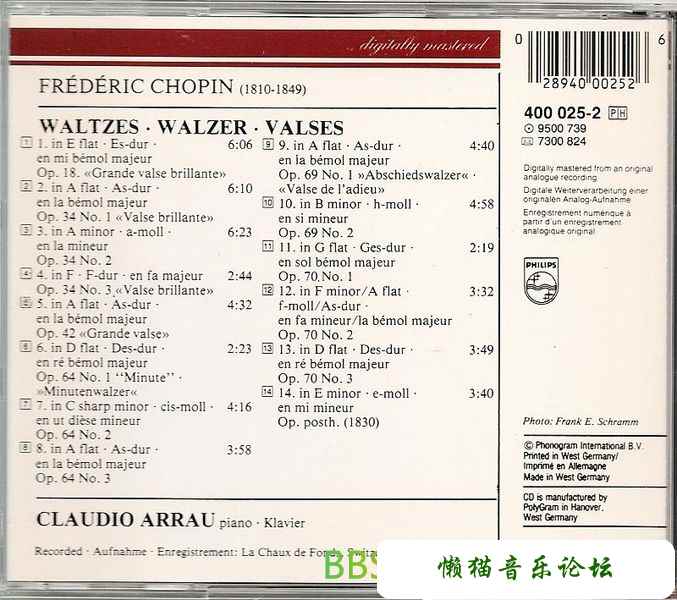 ..digitally mastered
FRÉDÉRIC CHOPIN (1810-1849)
WALTZES · WALZER · VALSES
1 1. in E flat · Es-dur · 6:06
en mi bémol majeur
Op. 18. «Grande valse brillante»
2 2. in A flat · As-dur · 6:10
en la bémol majeur
Op. 34 No. 1 «Valse brillante»
3 3. in A minor · a-moll · 6:23
en la mineur
Op. 34 No. 2
4 4. in F · F-dur · en fa majeur 2:44
Op. 34 No. 3 «Valse brillante»
5 5. in A flat · As-dur · 4:32
en la bémol majeur
Op. 42 «Grande valse»
6 6. in D flat · Des-dur · 2:23
en ré bémol majeur
Op. 64 No. 1 “Minute” ·
»Minutenwalzer«
7 7. in C sharp minor · cis-moll · 4:16
en ut dièse mineur
Op. 64 No. 2
8 8. in A flat · As-dur · 3:58
en la bémol majeur
Op. 64 No. 3
9 9. in A flat · As-dur · 4:40
en la bémol majeur
Op. 69 No. 1 »Abschiedswalzer« ·
«Valse de l'adieu»
10 10. in B minor · h-moll · 4:58
en si mineur
Op. 69 No. 2
11 11. in G flat · Ges-dur · 2:19
en sol bémol majeur
Op. 70 No. 1
12 12. in F minor/A flat · 3:32
f-moll/As-dur ·
en fa mineur/la bémol majeur
Op. 70 No. 2
13 13. in D flat · Des-dur · 3:49
en ré bémol majeur
Op. 70 No. 3
14 14. in E minor · e-moll · 3:40
en mi mineur
Op. posth. (1830)
CLAUDIO ARRAU piano · Klavier
Recorded · Aufnahme · Enregistrement: La Chaux de Fonds,
0 28940 00252 6
400 025-2 PH
9500 739
7300 824
Digitally mastered from an original
analogue recording
Digitale Weiterverarbeitung einer
originalen Analog-Aufnahme
Enregistrement numérique à
partir d'un enregistrement
analogique original
PHILIPS
Photo: Frank E. Schramm
Ⓟ Phonogram International B.V.
Printed in West Germany/
Imprimé en Allemagne
Made in West Germany
CD is manufactured by
PolyGram in Hanover,
West Germany
BBS
懒猫音乐论坛